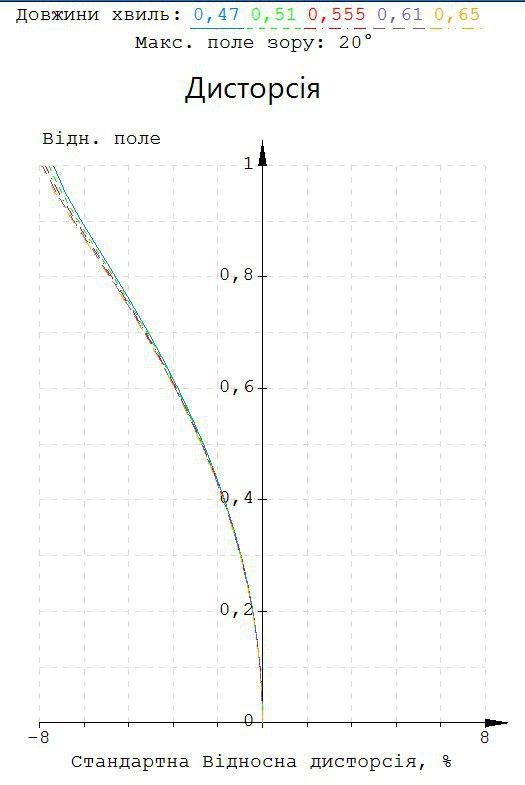 Довжини хвиль: 0,47 0,51 0,555 0,61 0,65
Макс. поле зору: 20°
Дисторсія
Відн. поле
1
0,8
0,6
0,4
0,2
0
-8 8
Стандартна Відносна дисторсія, %